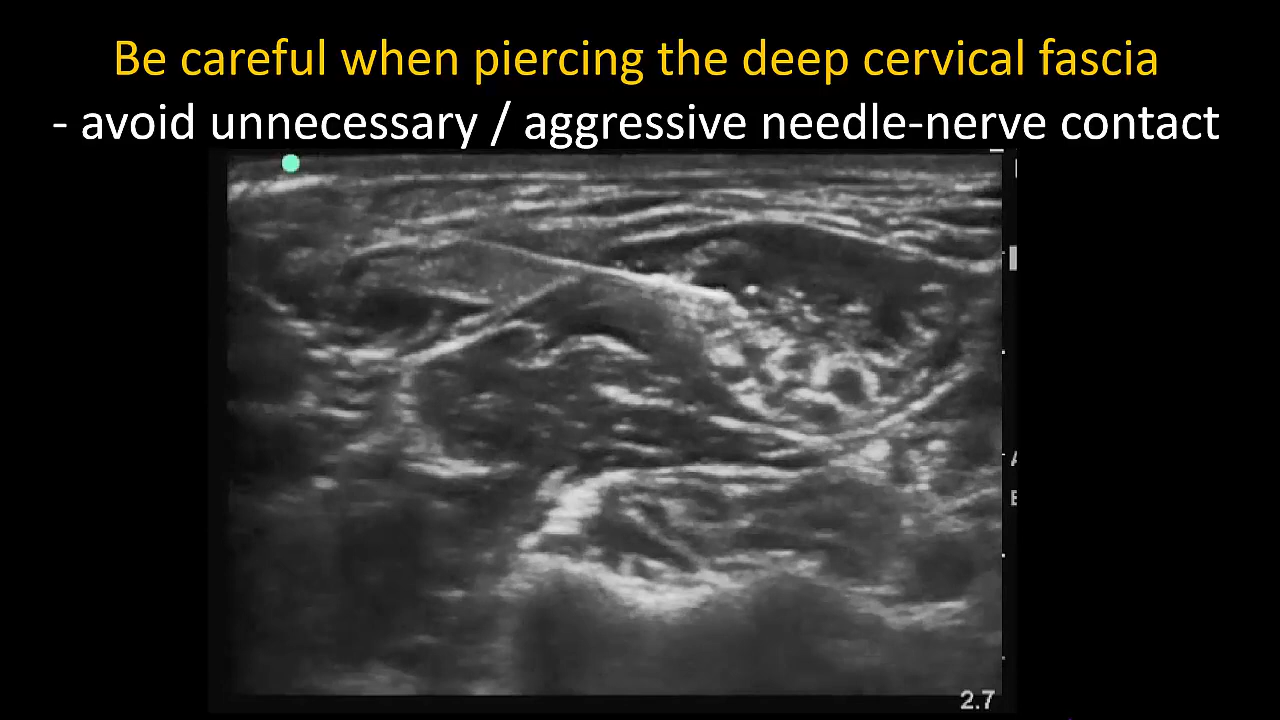 Be careful when piercing the deep cervical fascia
- avoid unnecessary / aggressive needle-nerve contact
A
B
2.7